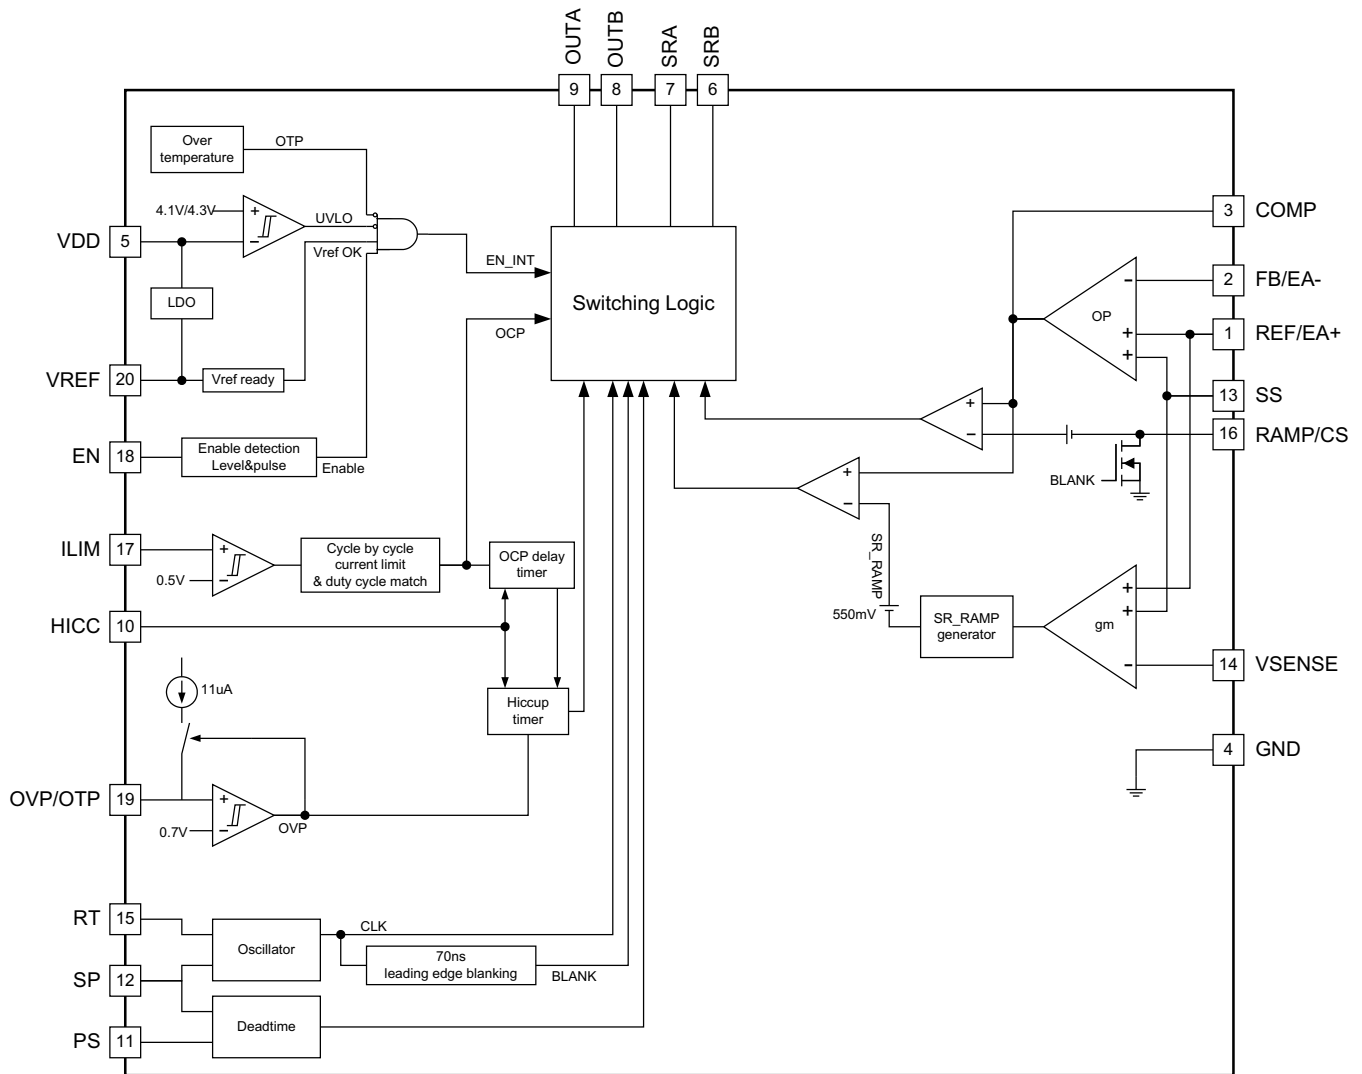 OUTA
OUTB
SRA
SRB
9
8
7
6
Over
temperature
OTP
4.1V/4.3V
+
−
UVLO
Vref OK
VDD
5
LDO
EN_INT
Switching Logic
OCP
VREF
20
Vref ready
EN
18
Enable detection
Level&pulse
Enable
ILIM
17
+
0.5V
−
Cycle by cycle
current limit
& duty cycle match
OCP delay
timer
HICC
10
11uA
Hiccup
timer
OVP/OTP
19
+
0.7V
−
OVP
RT
15
Oscillator
CLK
70ns
leading edge blanking
BLANK
SP
12
Deadtime
PS
11
3
COMP
−
2
FB/EA-
OP
+
1
REF/EA+
+
13
SS
+
−
16
RAMP/CS
BLANK
+
−
SR_RAMP
550mV
SR_RAMP
generator
+
+
gm
−
14
VSENSE
4
GND